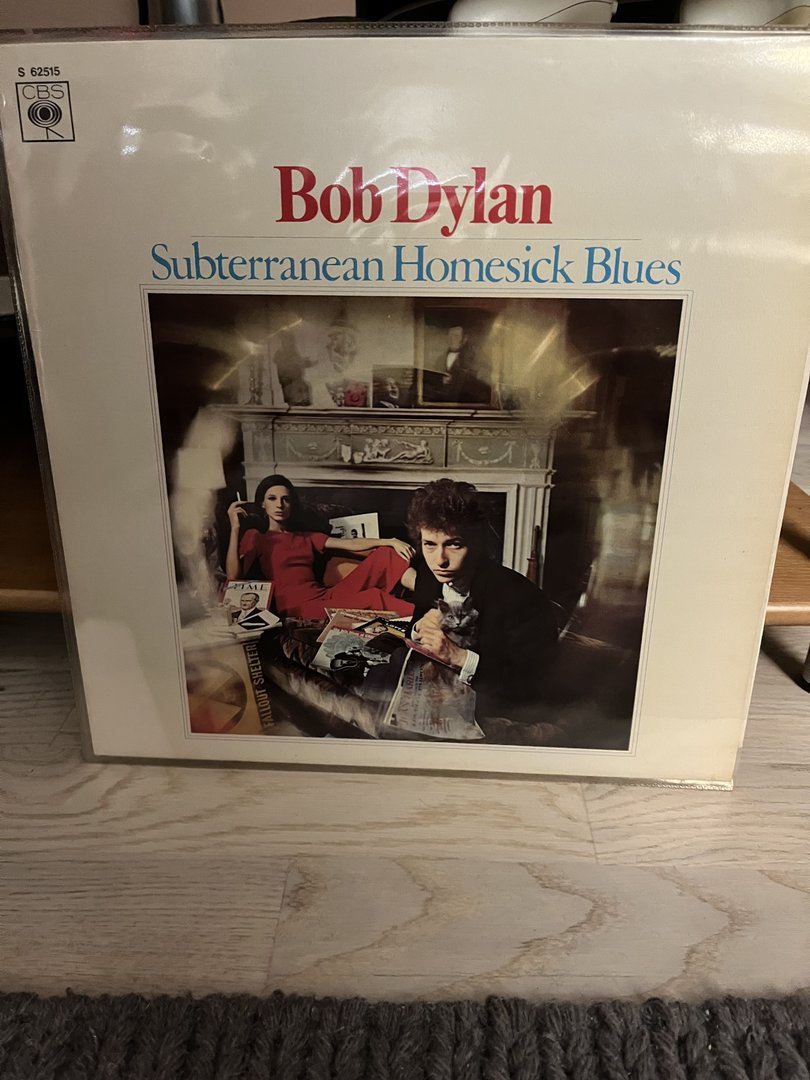 S 62515
CBS
Bob Dylan
Subterranean Homesick Blues
TIME
FALLOUT SHELTER